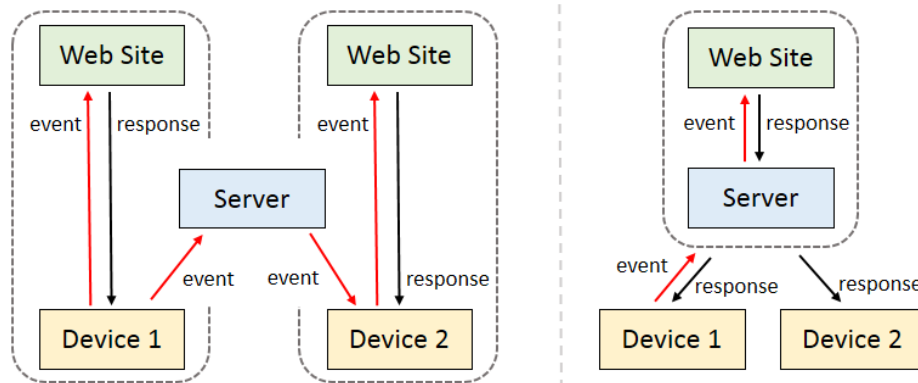 Web Site
Web Site
event
response
event
Server
event
event
response
Device 1
Device 2
Web Site
event
response
Server
event
response
response
Device 1
Device 2